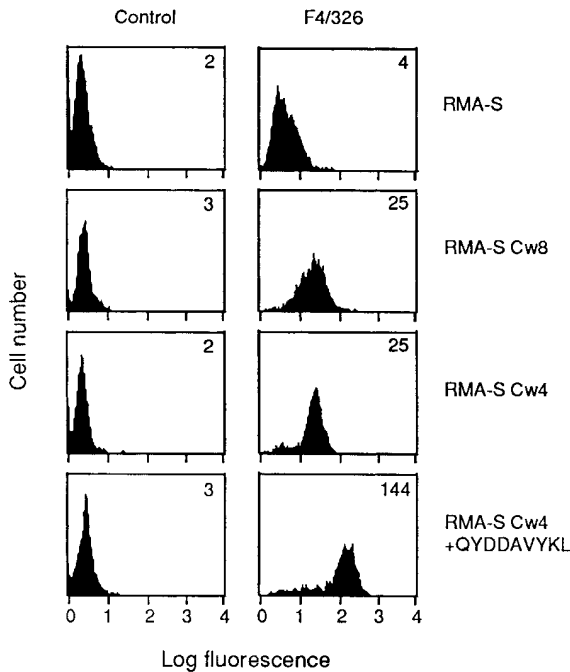 Control F4/326
2 4 RMA-S
3 25 RMA-S Cw8
2 25 RMA-S Cw4
3 144 RMA-S Cw4
+QYDDAVYKL
Cell number
0 1 2 3 4 0 1 2 3 4
Log fluorescence